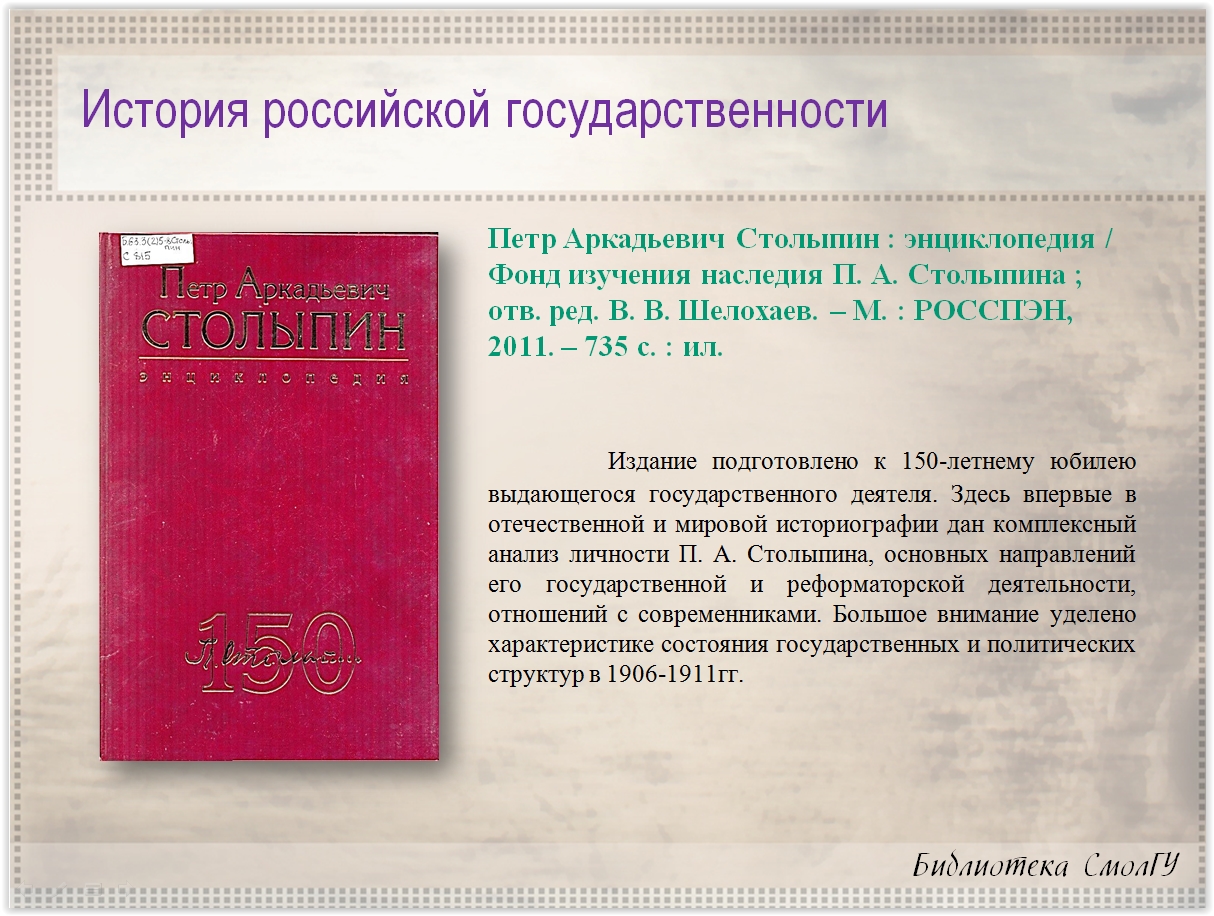 История российской государственности
Б63.3(2)5-8Столы-
пин
С 815
Петр Аркадьевич
СТОЛЫПИН
энциклопедия
150
Петр Аркадьевич Столыпин : энциклопедия /
Фонд изучения наследия П. А. Столыпина ;
отв. ред. В. В. Шелохаев. – М. : РОССПЭН,
2011. – 735 с. : ил.
Издание подготовлено к 150-летнему юбилею
выдающегося государственного деятеля. Здесь впервые в
отечественной и мировой историографии дан комплексный
анализ личности П. А. Столыпина, основных направлений
его государственной и реформаторской деятельности,
отношений с современниками. Большое внимание уделено
характеристике состояния государственных и политических
структур в 1906-1911гг.
Библиотека СмолГУ